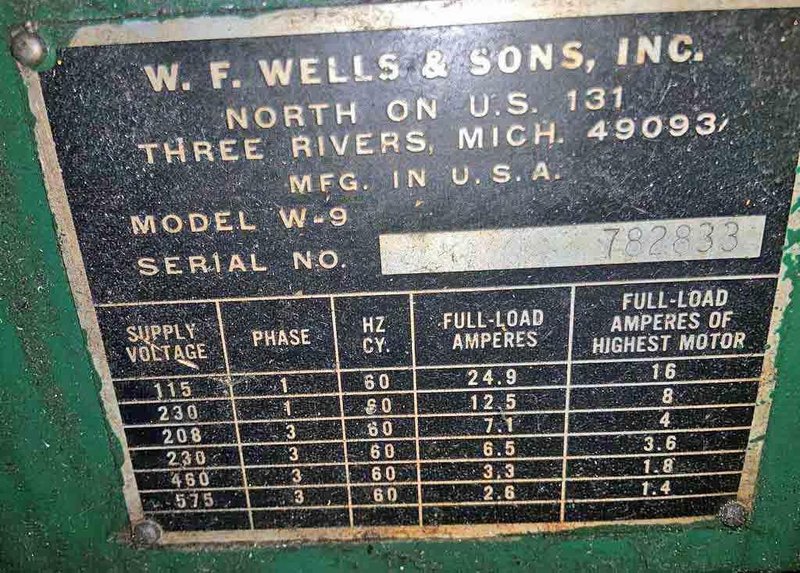 W. F. WELLS & SONS, INC.
NORTH ON U.S. 131
THREE RIVERS, MICH. 49093
MFG. IN U.S.A.
MODEL W-9
SERIAL NO. 782833
SUPPLY VOLTAGE PHASE HZ CY. FULL-LOAD AMPERES FULL-LOAD AMPERES OF HIGHEST MOTOR
115 1 60 24.9 16
230 1 60 12.5 8
208 3 60 7.1 4
230 3 60 6.5 3.6
460 3 60 3.3 1.8
575 3 60 2.6 1.4